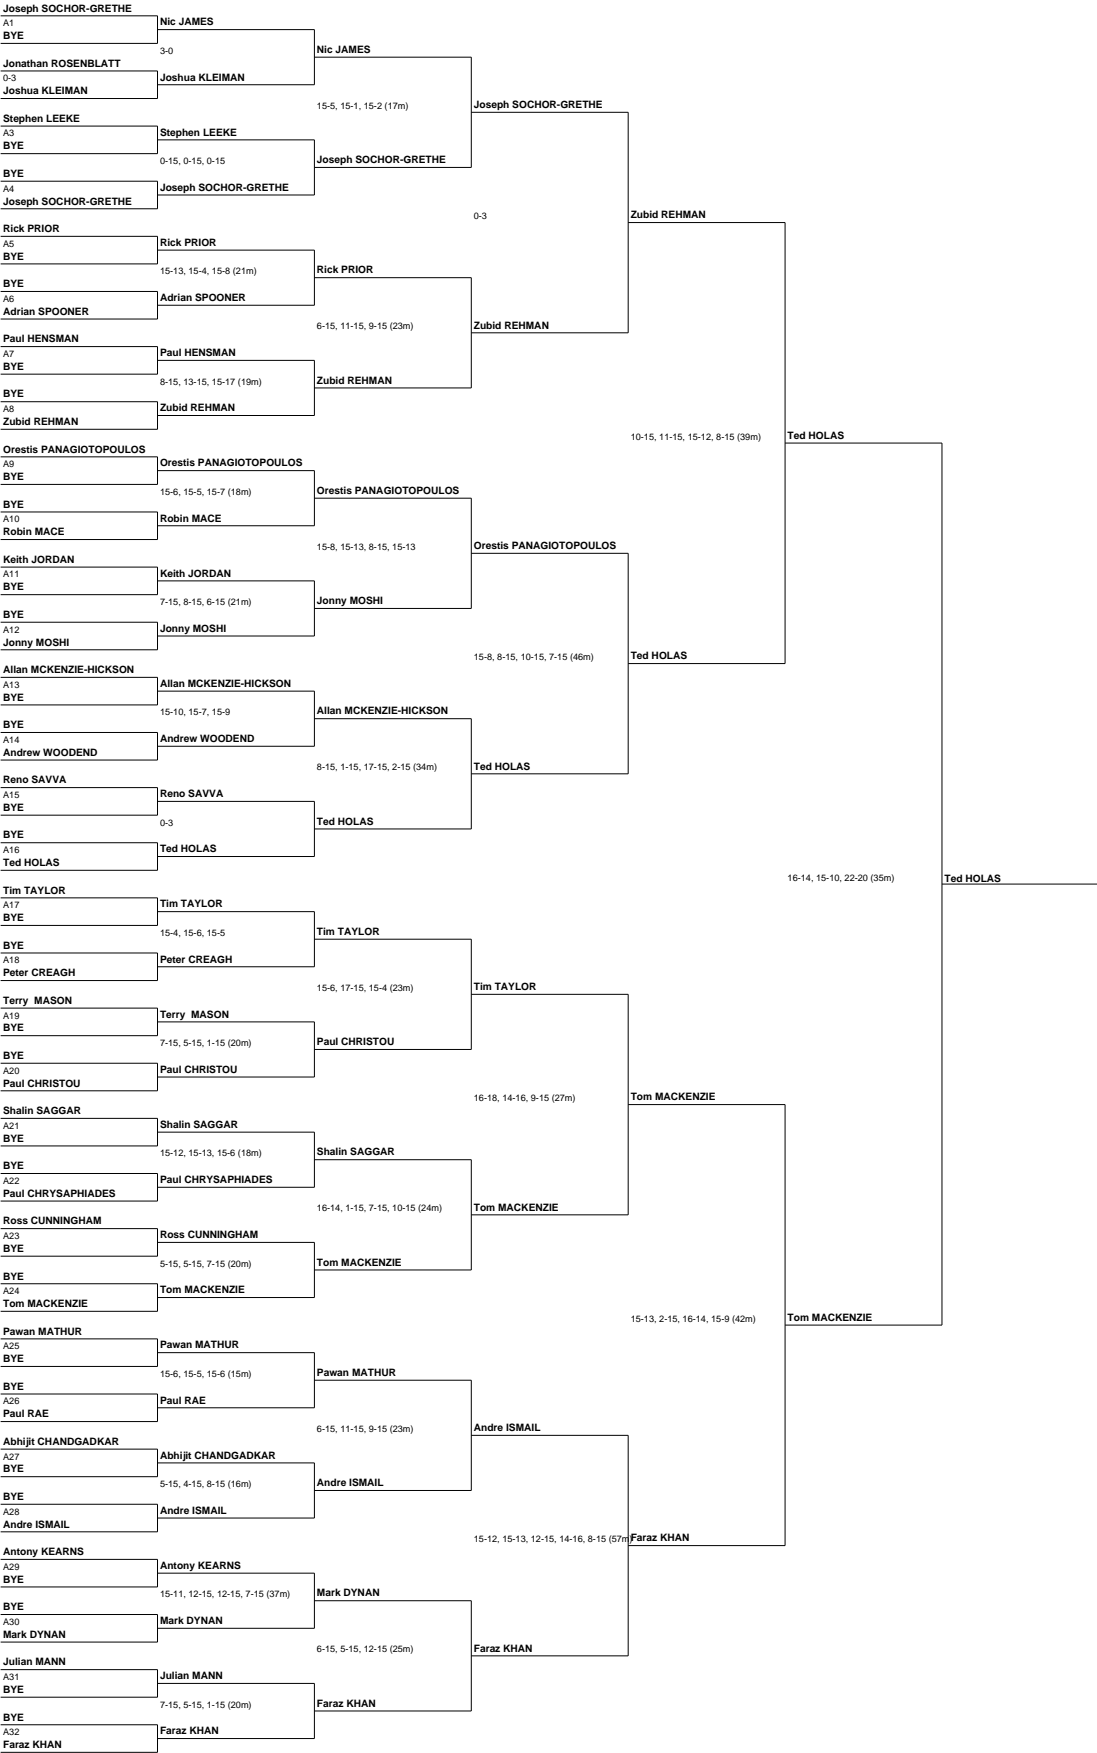 Joseph SOCHOR-GRETHE
A1
BYE
Jonathan ROSENBLATT
0-3
Joshua KLEIMAN
Stephen LEEKE
A3
BYE
BYE
A4
Joseph SOCHOR-GRETHE
Rick PRIOR
A5
BYE
BYE
A6
Adrian SPOONER
Paul HENSMAN
A7
BYE
BYE
A8
Zubid REHMAN
Orestis PANAGIOTOPOULOS
A9
BYE
BYE
A10
Robin MACE
Keith JORDAN
A11
BYE
BYE
A12
Jonny MOSHI
Allan MCKENZIE-HICKSON
A13
BYE
BYE
A14
Andrew WOODEND
Reno SAVVA
A15
BYE
BYE
A16
Ted HOLAS
Tim TAYLOR
A17
BYE
BYE
A18
Peter CREAGH
Terry  MASON
A19
BYE
BYE
A20
Paul CHRISTOU
Shalin SAGGAR
A21
BYE
BYE
A22
Paul CHRYSAPHIADES
Ross CUNNINGHAM
A23
BYE
BYE
A24
Tom MACKENZIE
Pawan MATHUR
A25
BYE
BYE
A26
Paul RAE
Abhijit CHANDGADKAR
A27
BYE
BYE
A28
Andre ISMAIL
Antony KEARNS
A29
BYE
BYE
A30
Mark DYNAN
Julian MANN
A31
BYE
BYE
A32
Faraz KHAN
Nic JAMES
3-0
Joshua KLEIMAN
Stephen LEEKE
0-15, 0-15, 0-15
Joseph SOCHOR-GRETHE
Rick PRIOR
15-13, 15-4, 15-8 (21m)
Adrian SPOONER
Paul HENSMAN
8-15, 13-15, 15-17 (19m)
Zubid REHMAN
Orestis PANAGIOTOPOULOS
15-6, 15-5, 15-7 (18m)
Robin MACE
Keith JORDAN
7-15, 8-15, 6-15 (21m)
Jonny MOSHI
Allan MCKENZIE-HICKSON
15-10, 15-7, 15-9
Andrew WOODEND
Reno SAVVA
0-3
Ted HOLAS
Tim TAYLOR
15-4, 15-6, 15-5
Peter CREAGH
Terry  MASON
7-15, 5-15, 1-15 (20m)
Paul CHRISTOU
Shalin SAGGAR
15-12, 15-13, 15-6 (18m)
Paul CHRYSAPHIADES
Ross CUNNINGHAM
5-15, 5-15, 7-15 (20m)
Tom MACKENZIE
Pawan MATHUR
15-6, 15-5, 15-6 (15m)
Paul RAE
Abhijit CHANDGADKAR
5-15, 4-15, 8-15 (16m)
Andre ISMAIL
Antony KEARNS
15-11, 12-15, 12-15, 7-15 (37m)
Mark DYNAN
Julian MANN
7-15, 5-15, 1-15 (20m)
Faraz KHAN
Nic JAMES
15-5, 15-1, 15-2 (17m)
Joseph SOCHOR-GRETHE
Rick PRIOR
6-15, 11-15, 9-15 (23m)
Zubid REHMAN
Orestis PANAGIOTOPOULOS
15-8, 15-13, 8-15, 15-13
Jonny MOSHI
Allan MCKENZIE-HICKSON
8-15, 1-15, 17-15, 2-15 (34m)
Ted HOLAS
Tim TAYLOR
15-6, 17-15, 15-4 (23m)
Paul CHRISTOU
Shalin SAGGAR
16-14, 1-15, 7-15, 10-15 (24m)
Tom MACKENZIE
Pawan MATHUR
6-15, 11-15, 9-15 (23m)
Andre ISMAIL
Mark DYNAN
6-15, 5-15, 12-15 (25m)
Faraz KHAN
Joseph SOCHOR-GRETHE
0-3
Zubid REHMAN
Orestis PANAGIOTOPOULOS
15-8, 8-15, 10-15, 7-15 (46m)
Ted HOLAS
Tim TAYLOR
16-18, 14-16, 9-15 (27m)
Tom MACKENZIE
Andre ISMAIL
15-12, 15-13, 12-15, 14-16, 8-15 (57m)
Faraz KHAN
Zubid REHMAN
10-15, 11-15, 15-12, 8-15 (39m)
Ted HOLAS
Tom MACKENZIE
15-13, 2-15, 16-14, 15-9 (42m)
Faraz KHAN
Ted HOLAS
16-14, 15-10, 22-20 (35m)
Tom MACKENZIE
Ted HOLAS